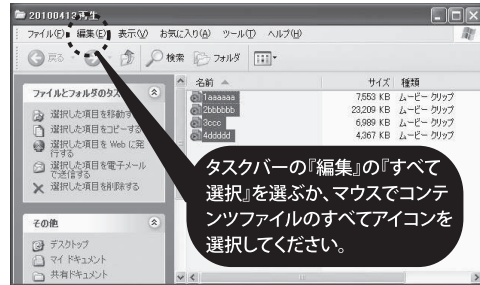 20100412再生
ファイル(F) 編集(E) 表示(V) お気に入り(A) ツール(T) ヘルプ(H)
戻る 検索 フォルダ
ファイルとフォルダのタス
選択した項目を移動す
選択した項目をコピーす
選択した項目を Web に発
行する
選択した項目を電子メール
で送信する
選択した項目を削除する
その他
デスクトップ
マイ ドキュメント
共有ドキュメント
名前 サイズ 種類
1aaaaaa 7,553 KB ムービー クリップ
2bbbbbb 23,209 KB ムービー クリップ
3ccc 6,989 KB ムービー クリップ
4ddddd 4,367 KB ムービー クリップ
タスクバーの『編集』の『すべて
選択』を選ぶか、マウスでコンテ
ンツファイルのすべてアイコンを
選択してください。